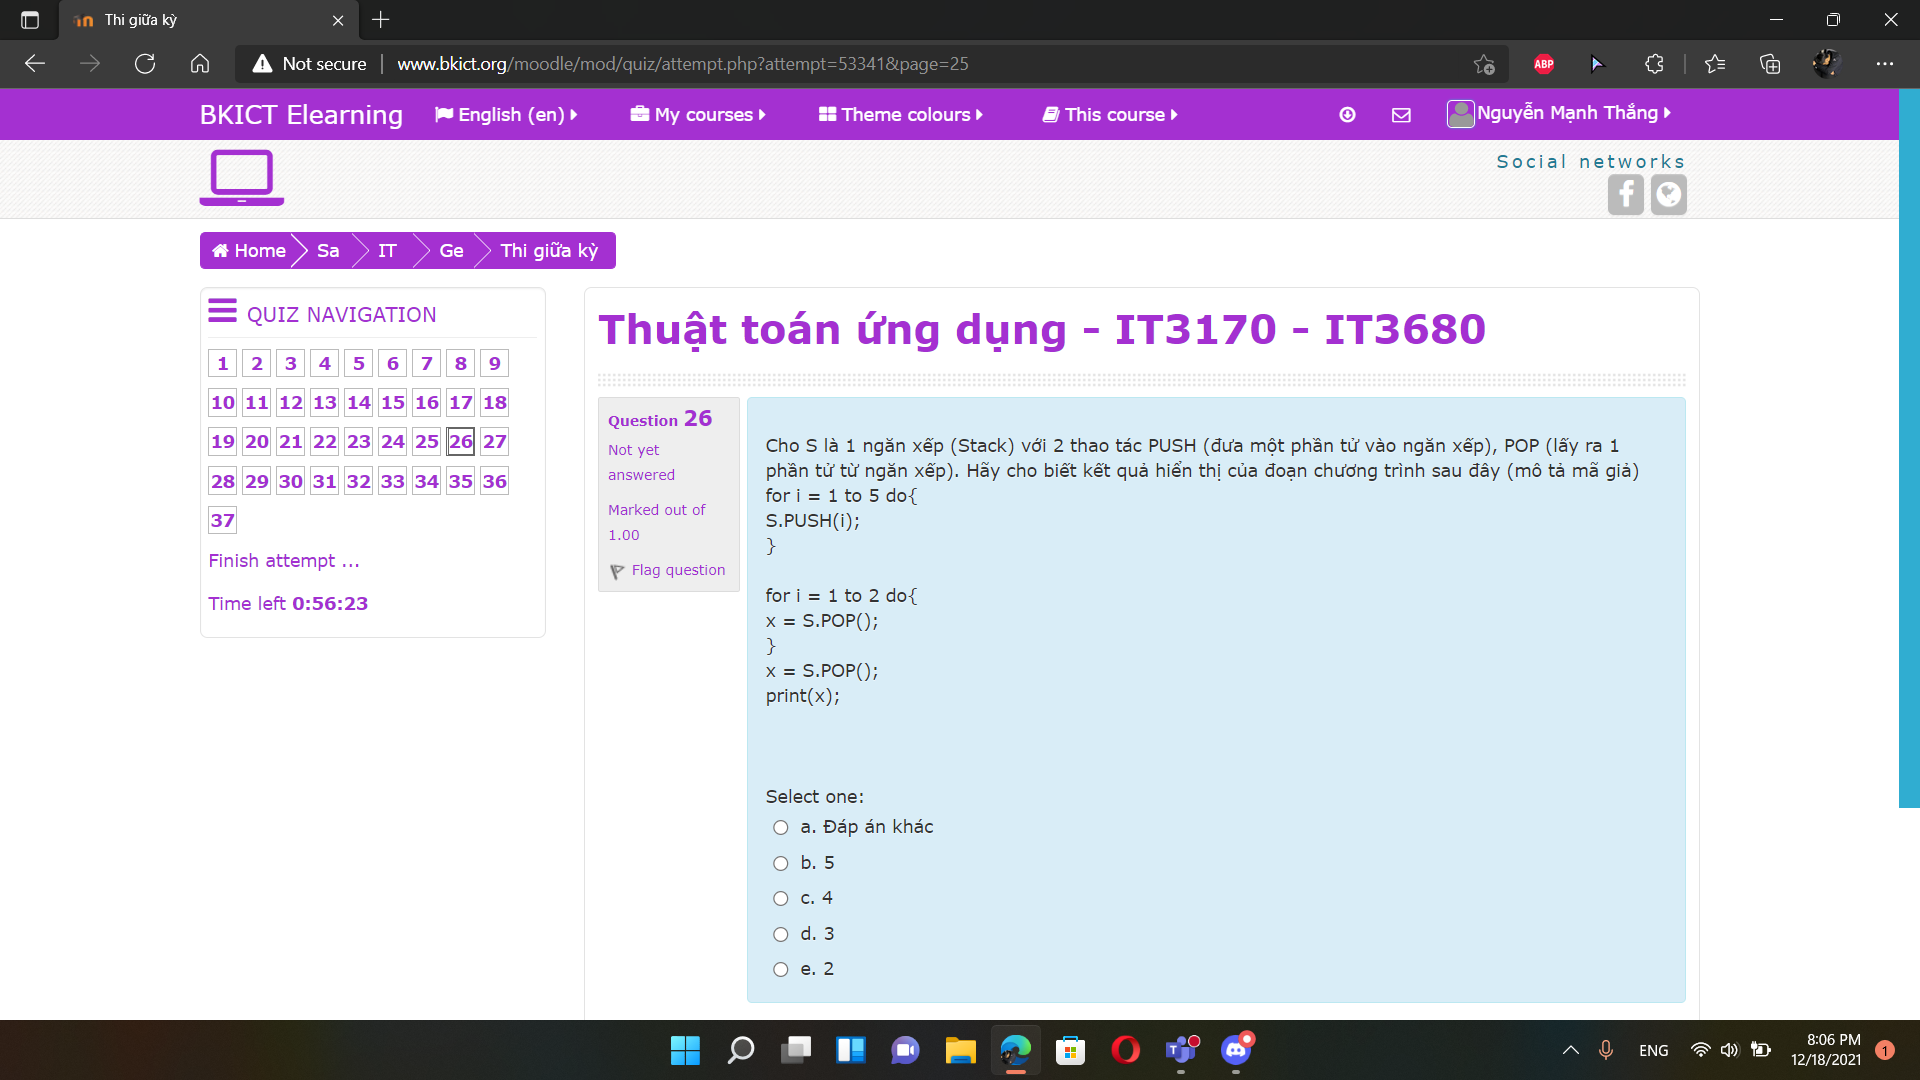 Thi giữa kỳ
Not secure
www.bkict.org/moodle/mod/quiz/attempt.php?attempt=53341&page=25
ABP
BKICT Elearning
English (en)
My courses
Theme colours
This course
Nguyễn Mạnh Thắng
Social networks
Home
Sa
IT
Ge
Thi giữa kỳ
QUIZ NAVIGATION
1 2 3 4 5 6 7 8 9
10 11 12 13 14 15 16 17 18
19 20 21 22 23 24 25 26 27
28 29 30 31 32 33 34 35 36
37
Finish attempt ...
Time left 0:56:23
Thuật toán ứng dụng - IT3170 - IT3680
Question 26
Not yet
answered
Marked out of
1.00
Flag question
Cho S là 1 ngăn xếp (Stack) với 2 thao tác PUSH (đưa một phần tử vào ngăn xếp), POP (lấy ra 1
phần tử từ ngăn xếp). Hãy cho biết kết quả hiển thị của đoạn chương trình sau đây (mô tả mã giả)
for i = 1 to 5 do{
S.PUSH(i);
}
for i = 1 to 2 do{
x = S.POP();
}
x = S.POP();
print(x);
Select one:
a. Đáp án khác
b. 5
c. 4
d. 3
e. 2
ENG
8:06 PM
12/18/2021
1